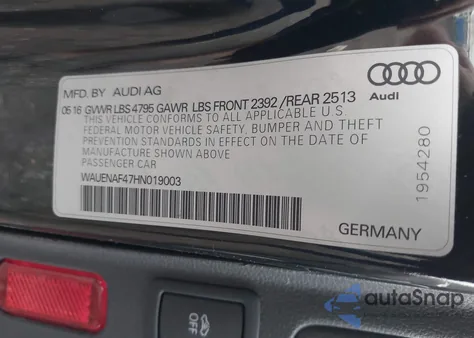 MFD. BY AUDI AG
05 16 GVWR LBS 4795 GAWR LBS FRONT 2392 / REAR 2513
THIS VEHICLE CONFORMS TO ALL APPLICABLE U.S.
FEDERAL MOTOR VEHICLE SAFETY, BUMPER AND THEFT
PREVENTION STANDARDS IN EFFECT ON THE DATE OF
MANUFACTURE SHOWN ABOVE
PASSENGER CAR
WAUENAF47HN019003
Audi
1954280
GERMANY
OFF
autoSnap